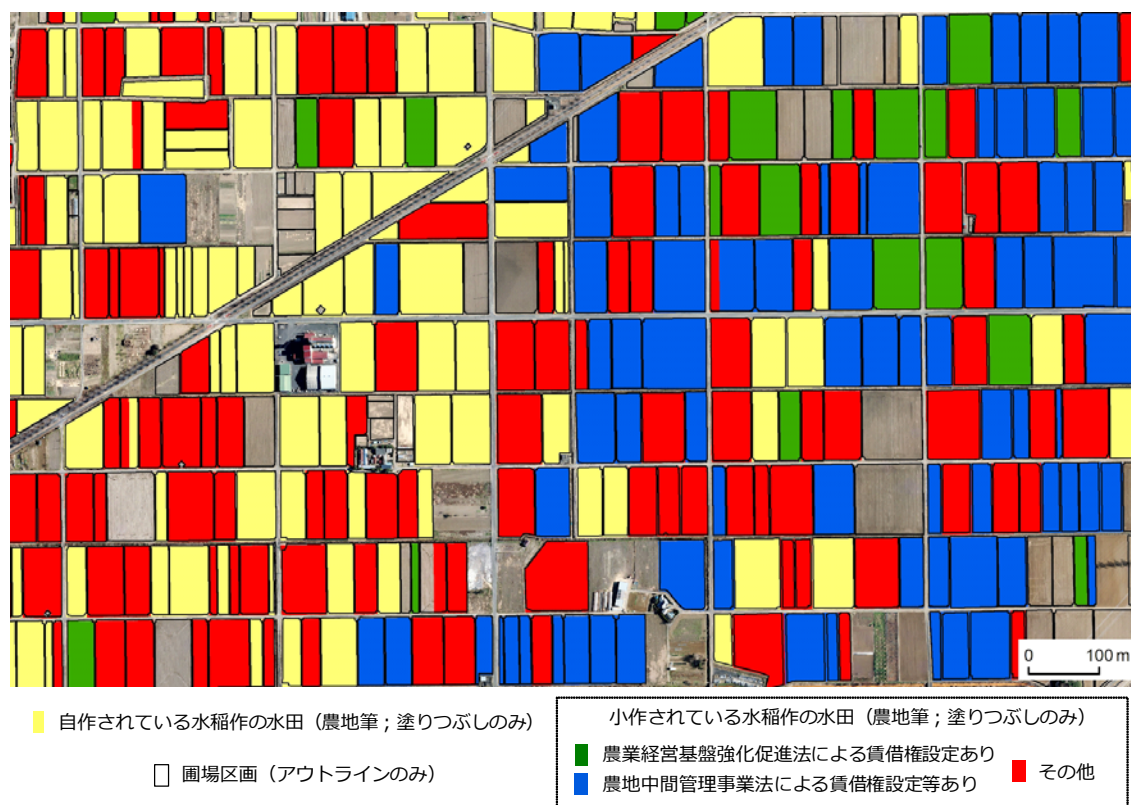 0 100 m
自作されている水稲作の水田（農地筆；塗りつぶしのみ）
圃場区画（アウトラインのみ）
小作されている水稲作の水田（農地筆；塗りつぶしのみ）
農業経営基盤強化促進法による賃借権設定あり
農地中間管理事業法による賃借権設定等あり
その他